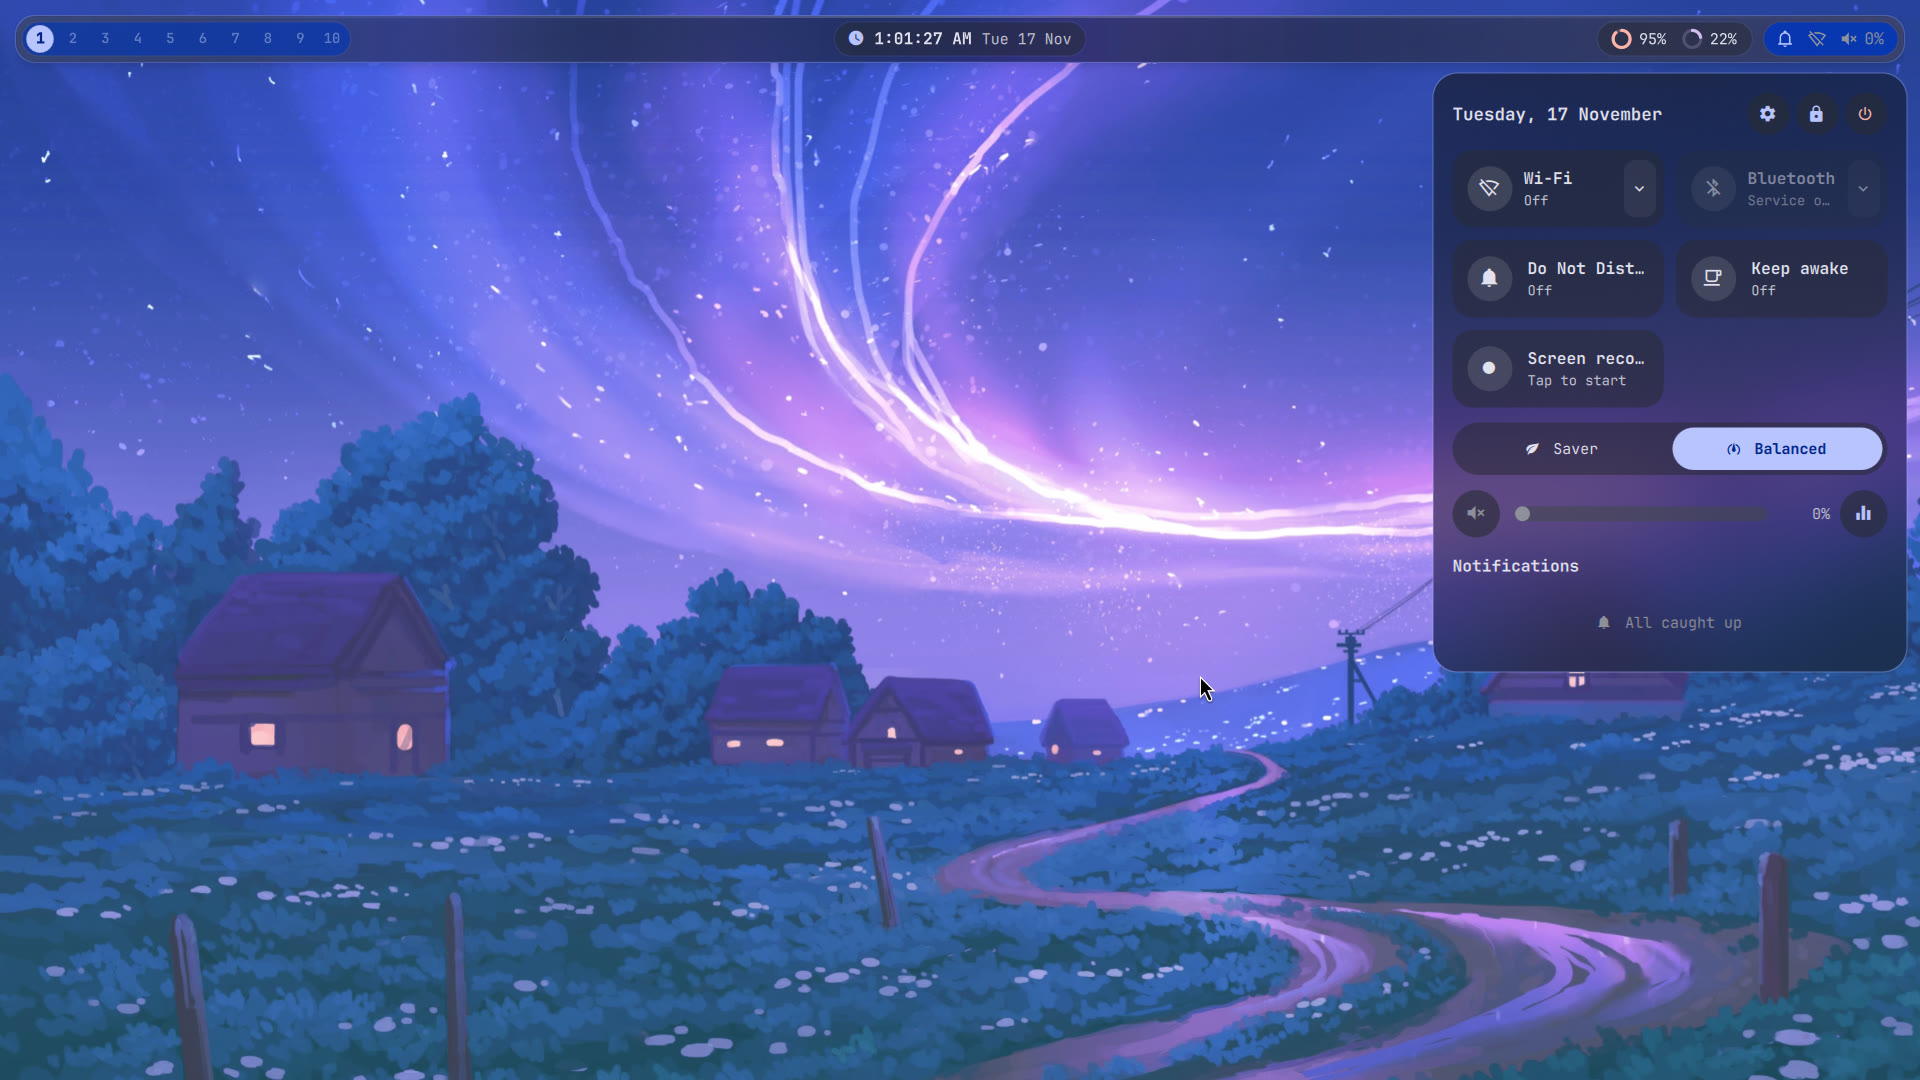 1 2 3 4 5 6 7 8 9 10
1:01:27 AM Tue 17 Nov
95% 22%
0%
Tuesday, 17 November
Wi-Fi
Off
Bluetooth
Service o…
Do Not Dist…
Off
Keep awake
Off
Screen reco…
Tap to start
Saver
Balanced
0%
Notifications
All caught up